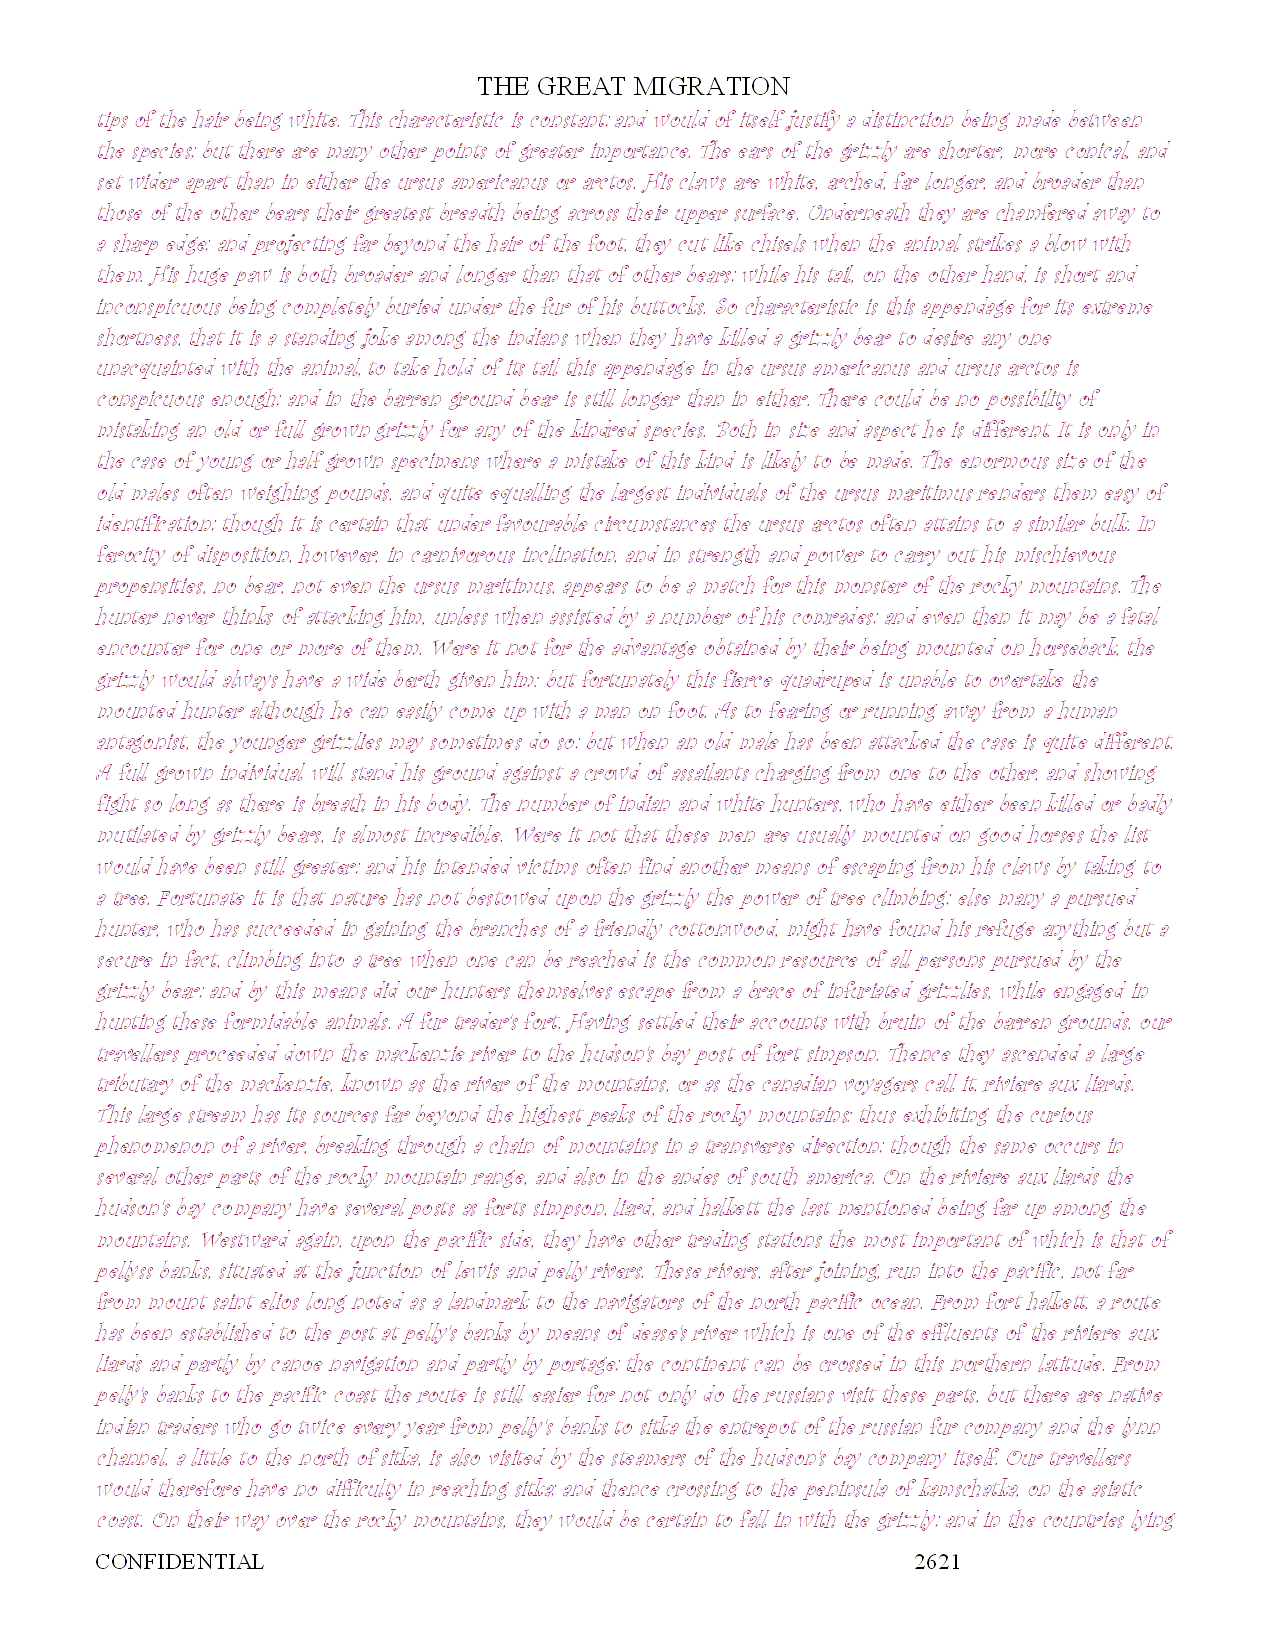 THE GREAT MIGRATION
tips of the hair being white. This characteristic is constant; and would of itself justify a distinction being made between
the species; but there are many other points of greater importance. The ears of the grizzly are shorter, more conical, and
set wider apart than in either the ursus americanus or arctos. His claws are white, arched, far longer, and broader than
those of the other bears their greatest breadth being across their upper surface. Underneath they are chamfered away to
a sharp edge; and projecting far beyond the hair of the foot, they cut like chisels when the animal strikes a blow with
them. His huge paw is both broader and longer than that of other bears; while his tail, on the other hand, is short and
inconspicuous being completely buried under the fur of his buttocks. So characteristic is this appendage for its extreme
shortness, that it is a standing joke among the indians when they have killed a grizzly bear to desire any one
unacquainted with the animal, to take hold of its tail this appendage in the ursus americanus and ursus arctos is
conspicuous enough; and in the barren ground bear is still longer than in either. There could be no possibility of
mistaking an old or full grown grizzly for any of the kindred species. Both in size and aspect he is different. It is only in
the case of young or half grown specimens where a mistake of this kind is likely to be made. The enormous size of the
old males often weighing pounds, and quite equalling the largest individuals of the ursus maritimus renders them easy of
identification; though it is certain that under favourable circumstances the ursus arctos often attains to a similar bulk. In
ferocity of disposition, however, in carnivorous inclination, and in strength and power to carry out his mischievous
propensities, no bear, not even the ursus maritimus, appears to be a match for this monster of the rocky mountains. The
hunter never thinks of attacking him, unless when assisted by a number of his comrades; and even then it may be a fatal
encounter for one or more of them. Were it not for the advantage obtained by their being mounted on horseback, the
grizzly would always have a wide berth given him; but fortunately this fierce quadruped is unable to overtake the
mounted hunter although he can easily come up with a man on foot. As to fearing or running away from a human
antagonist, the younger grizzlies may sometimes do so; but when an old male has been attacked the case is quite different.
A full grown individual will stand his ground against a crowd of assailants charging from one to the other, and showing
fight so long as there is breath in his body. The number of indian and white hunters, who have either been killed or badly
mutilated by grizzly bears, is almost incredible. Were it not that these men are usually mounted on good horses the list
would have been still greater; and his intended victims often find another means of escaping from his claws by taking to
a tree. Fortunate it is that nature has not bestowed upon the grizzly the power of tree climbing; else many a pursued
hunter, who has succeeded in gaining the branches of a friendly cottonwood, might have found his refuge anything but a
secure in fact, climbing into a tree when one can be reached is the common resource of all persons pursued by the
grizzly bear; and by this means did our hunters themselves escape from a brace of infuriated grizzlies, while engaged in
hunting these formidable animals. A fur trader's fort. Having settled their accounts with bruin of the barren grounds, our
travellers proceeded down the mackenzie river to the hudson's bay post of fort simpson. Thence they ascended a large
tributary of the mackenzie, known as the river of the mountains, or as the canadian voyagers call it, riviere aux liards.
This large stream has its sources far beyond the highest peaks of the rocky mountains; thus exhibiting the curious
phenomenon of a river, breaking through a chain of mountains in a transverse direction; though the same occurs in
several other parts of the rocky mountain range, and also in the andes of south america. On the riviere aux liards the
hudson's bay company have several posts as forts simpson, liard, and halkett the last mentioned being far up among the
mountains. Westward again, upon the pacific side, they have other trading stations the most important of which is that of
pellyss banks, situated at the junction of lewis and pelly rivers. These rivers, after joining, run into the pacific, not far
from mount saint elios long noted as a landmark to the navigators of the north pacific ocean. From fort halkett, a route
has been established to the post at pelly's banks by means of dease's river which is one of the effluents of the riviere aux
liards and partly by canoe navigation and partly by portage; the continent can be crossed in this northern latitude. From
pelly's banks to the pacific coast the route is still easier for not only do the russians visit these parts, but there are native
indian traders who go twice every year from pelly's banks to sitka the entrepot of the russian fur company and the lynn
channel, a little to the north of sitka, is also visited by the steamers of the hudson's bay company itself. Our travellers
would therefore have no difficulty in reaching sitka; and thence crossing to the peninsula of kamschatka, on the asiatic
coast. On their way over the rocky mountains, they would be certain to fall in with the grizzly; and in the countries lying
CONFIDENTIAL 2621